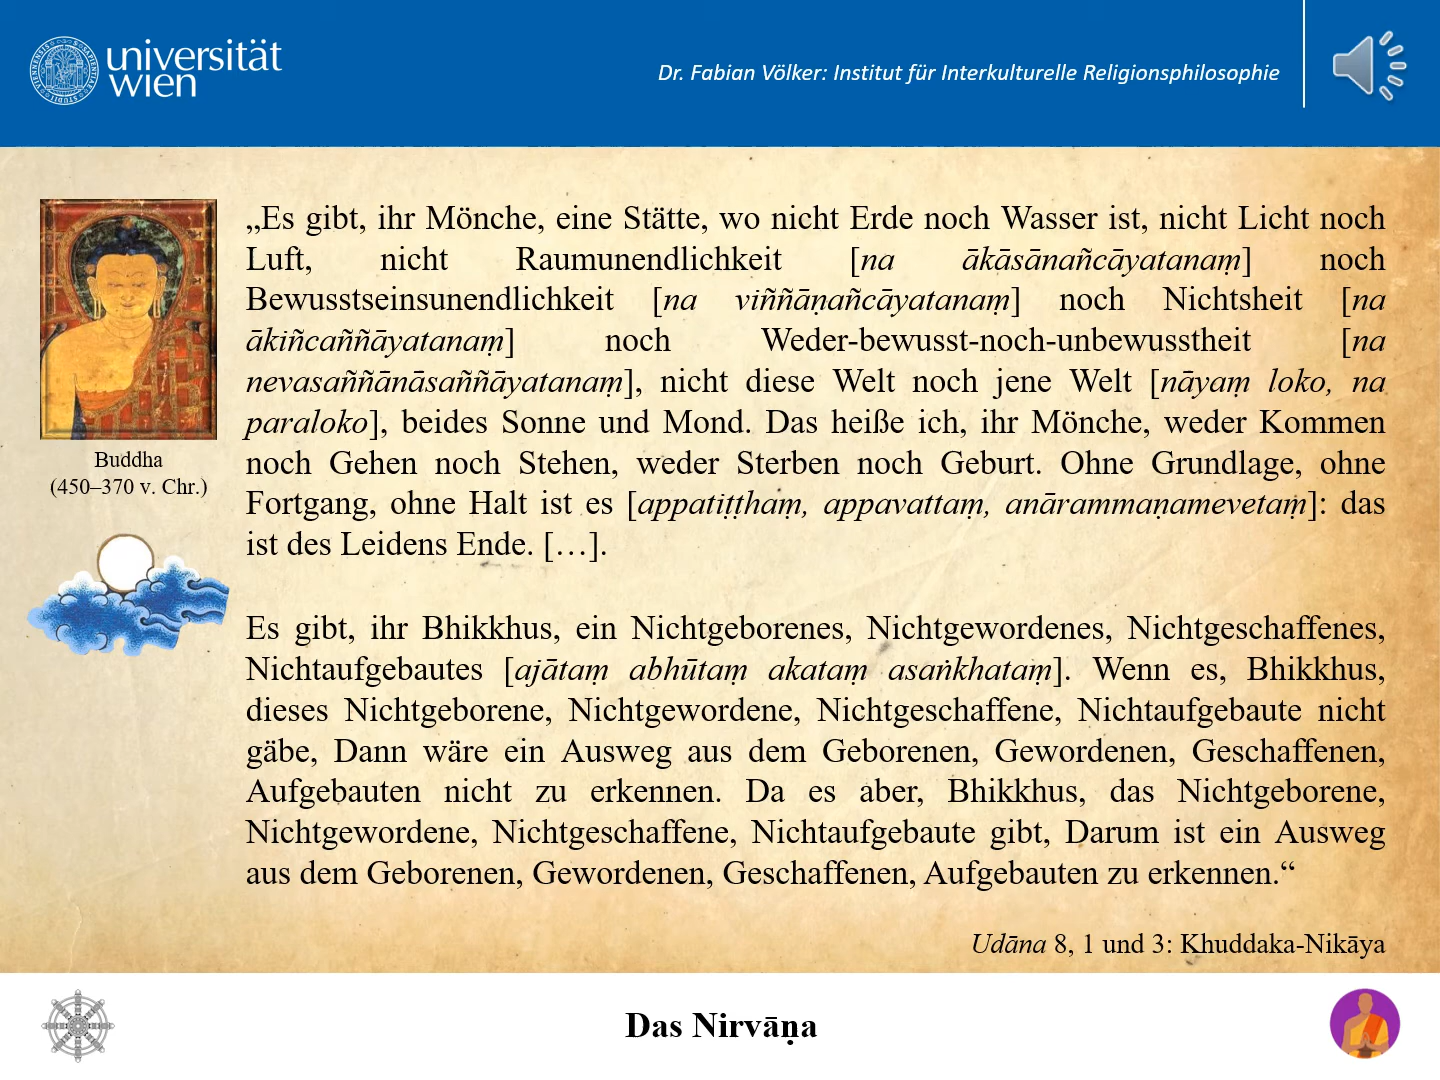 universität
wien
Dr. Fabian Völker: Institut für Interkulturelle Religionsphilosophie
„Es gibt, ihr Mönche, eine Stätte, wo nicht Erde noch Wasser ist, nicht Licht noch
Luft, nicht Raumunendlichkeit [na ākāsānañcāyatanaṃ] noch
Bewusstseinsunendlichkeit [na viññāṇañcāyatanaṃ] noch Nichtsheit [na
ākiñcaññāyatanaṃ] noch Weder-bewusst-noch-unbewusstheit [na
nevasaññānāsaññāyatanaṃ], nicht diese Welt noch jene Welt [nāyaṃ loko, na
paraloko], beides Sonne und Mond. Das heiße ich, ihr Mönche, weder Kommen
noch Gehen noch Stehen, weder Sterben noch Geburt. Ohne Grundlage, ohne
Fortgang, ohne Halt ist es [appatiṭṭhaṃ, appavattaṃ, anārammaṇamevetaṃ]: das
ist des Leidens Ende. […].
Es gibt, ihr Bhikkhus, ein Nichtgeborenes, Nichtgewordenes, Nichtgeschaffenes,
Nichtaufgebautes [ajātaṃ abhūtaṃ akataṃ asaṅkhataṃ]. Wenn es, Bhikkhus,
dieses Nichtgeborene, Nichtgewordene, Nichtgeschaffene, Nichtaufgebaute nicht
gäbe, Dann wäre ein Ausweg aus dem Geborenen, Gewordenen, Geschaffenen,
Aufgebauten nicht zu erkennen. Da es aber, Bhikkhus, das Nichtgeborene,
Nichtgewordene, Nichtgeschaffene, Nichtaufgebaute gibt, Darum ist ein Ausweg
aus dem Geborenen, Gewordenen, Geschaffenen, Aufgebauten zu erkennen.“
Udāna 8, 1 und 3: Khuddaka-Nikāya
Buddha
(450–370 v. Chr.)
Das Nirvāṇa